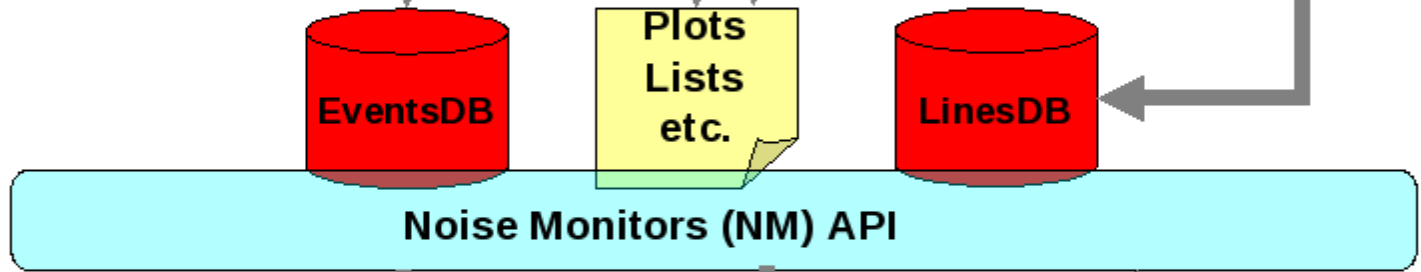 Plots
Lists
etc.
EventsDB
LinesDB
Noise Monitors (NM) API